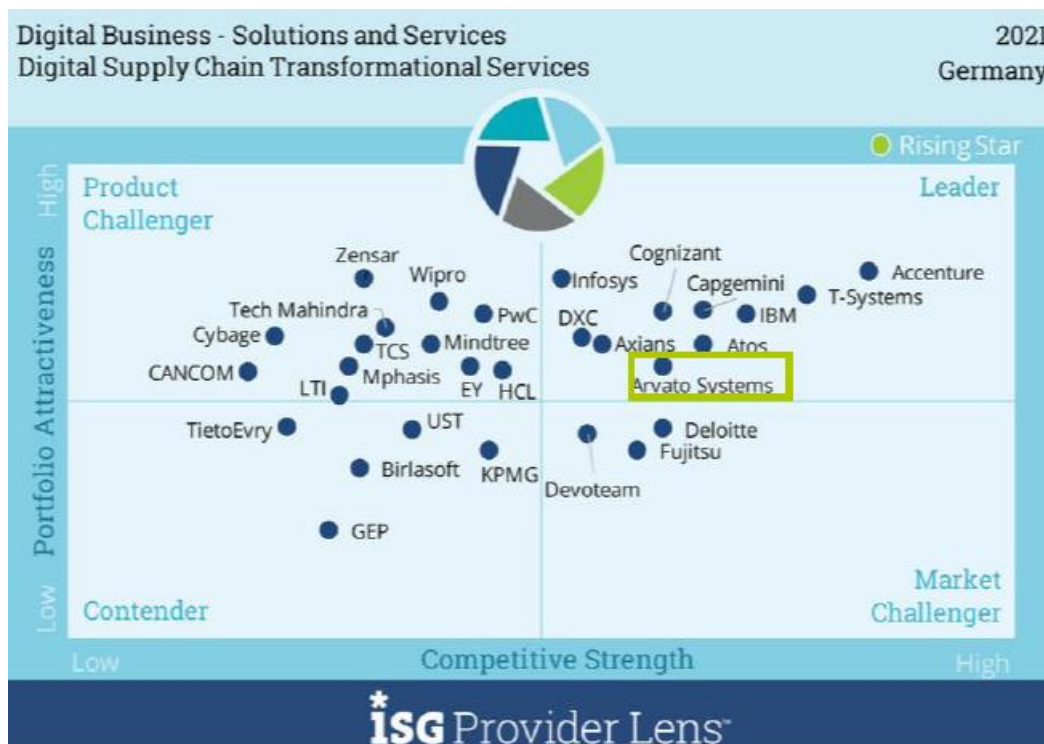 Digital Business - Solutions and Services
Digital Supply Chain Transformational Services
2021
Germany
Rising Star
High
Product
Challenger
Leader
Portfolio Attractiveness
Zensar
Wipro
Cognizant
Infosys
Capgemini
Accenture
T-Systems
Tech Mahindra
PwC
DXC
IBM
Cybage
TCS
Mindtree
Axians
Atos
CANCOM
Mphasis
LTI
EY
HCL
Arvato Systems
TietoEvry
UST
Deloitte
Fujitsu
Birlasoft
KPMG
Devoteam
GEP
Low
Contender
Market
Challenger
Low
Competitive Strength
High
ISG Provider Lens™